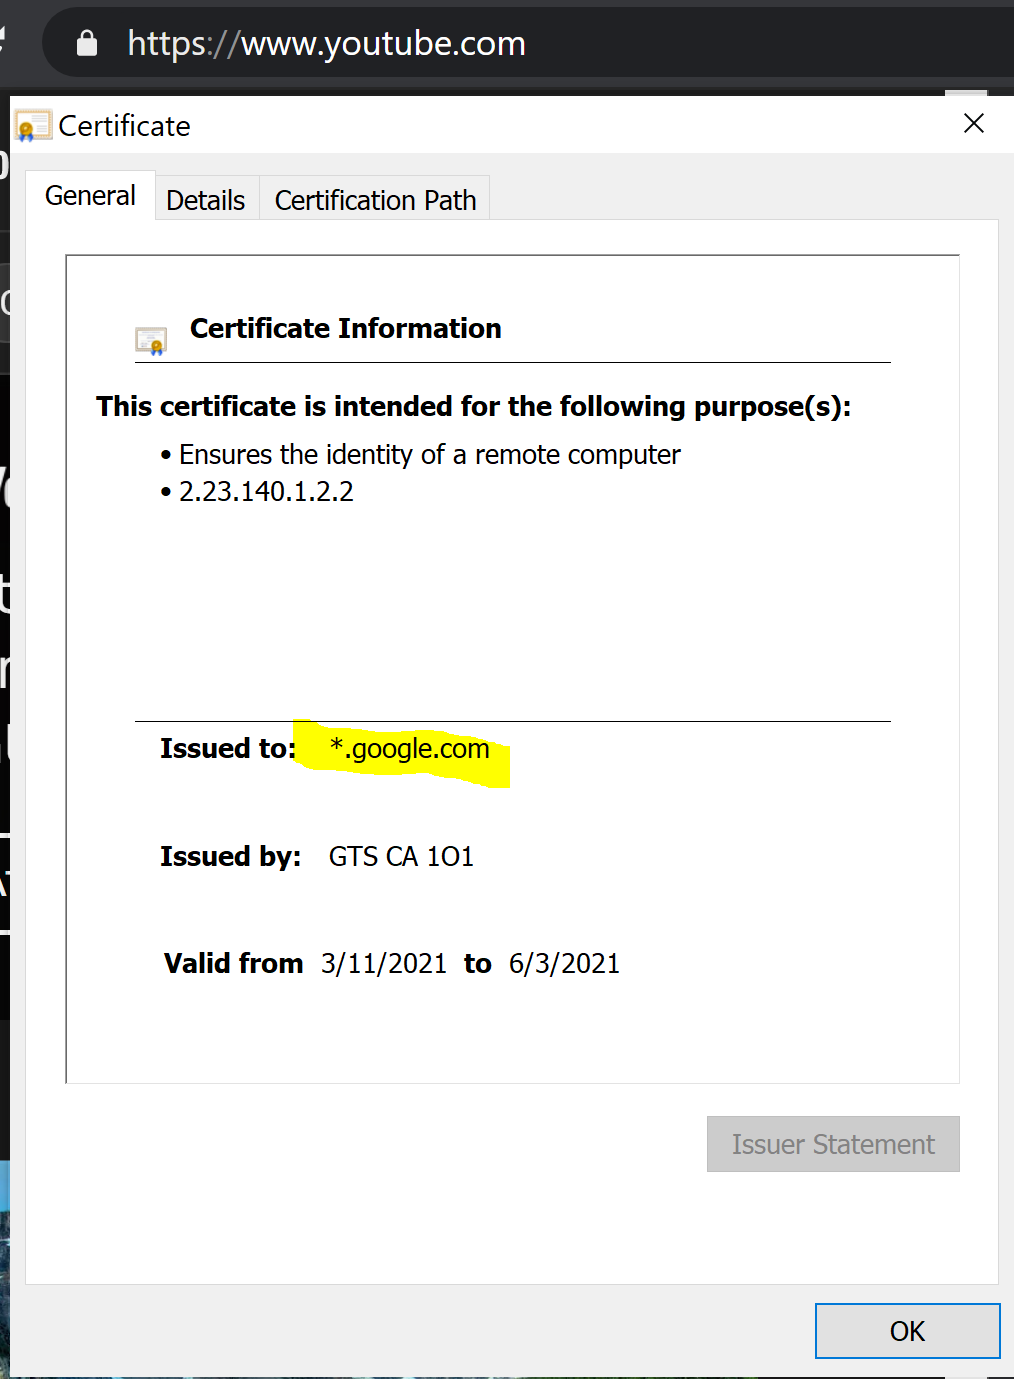 https://www.youtube.com
Certificate
General Details Certification Path
Certificate Information
This certificate is intended for the following purpose(s):
• Ensures the identity of a remote computer
• 2.23.140.1.2.2
Issued to: *.google.com
Issued by: GTS CA 1O1
Valid from 3/11/2021 to 6/3/2021
Issuer Statement
OK